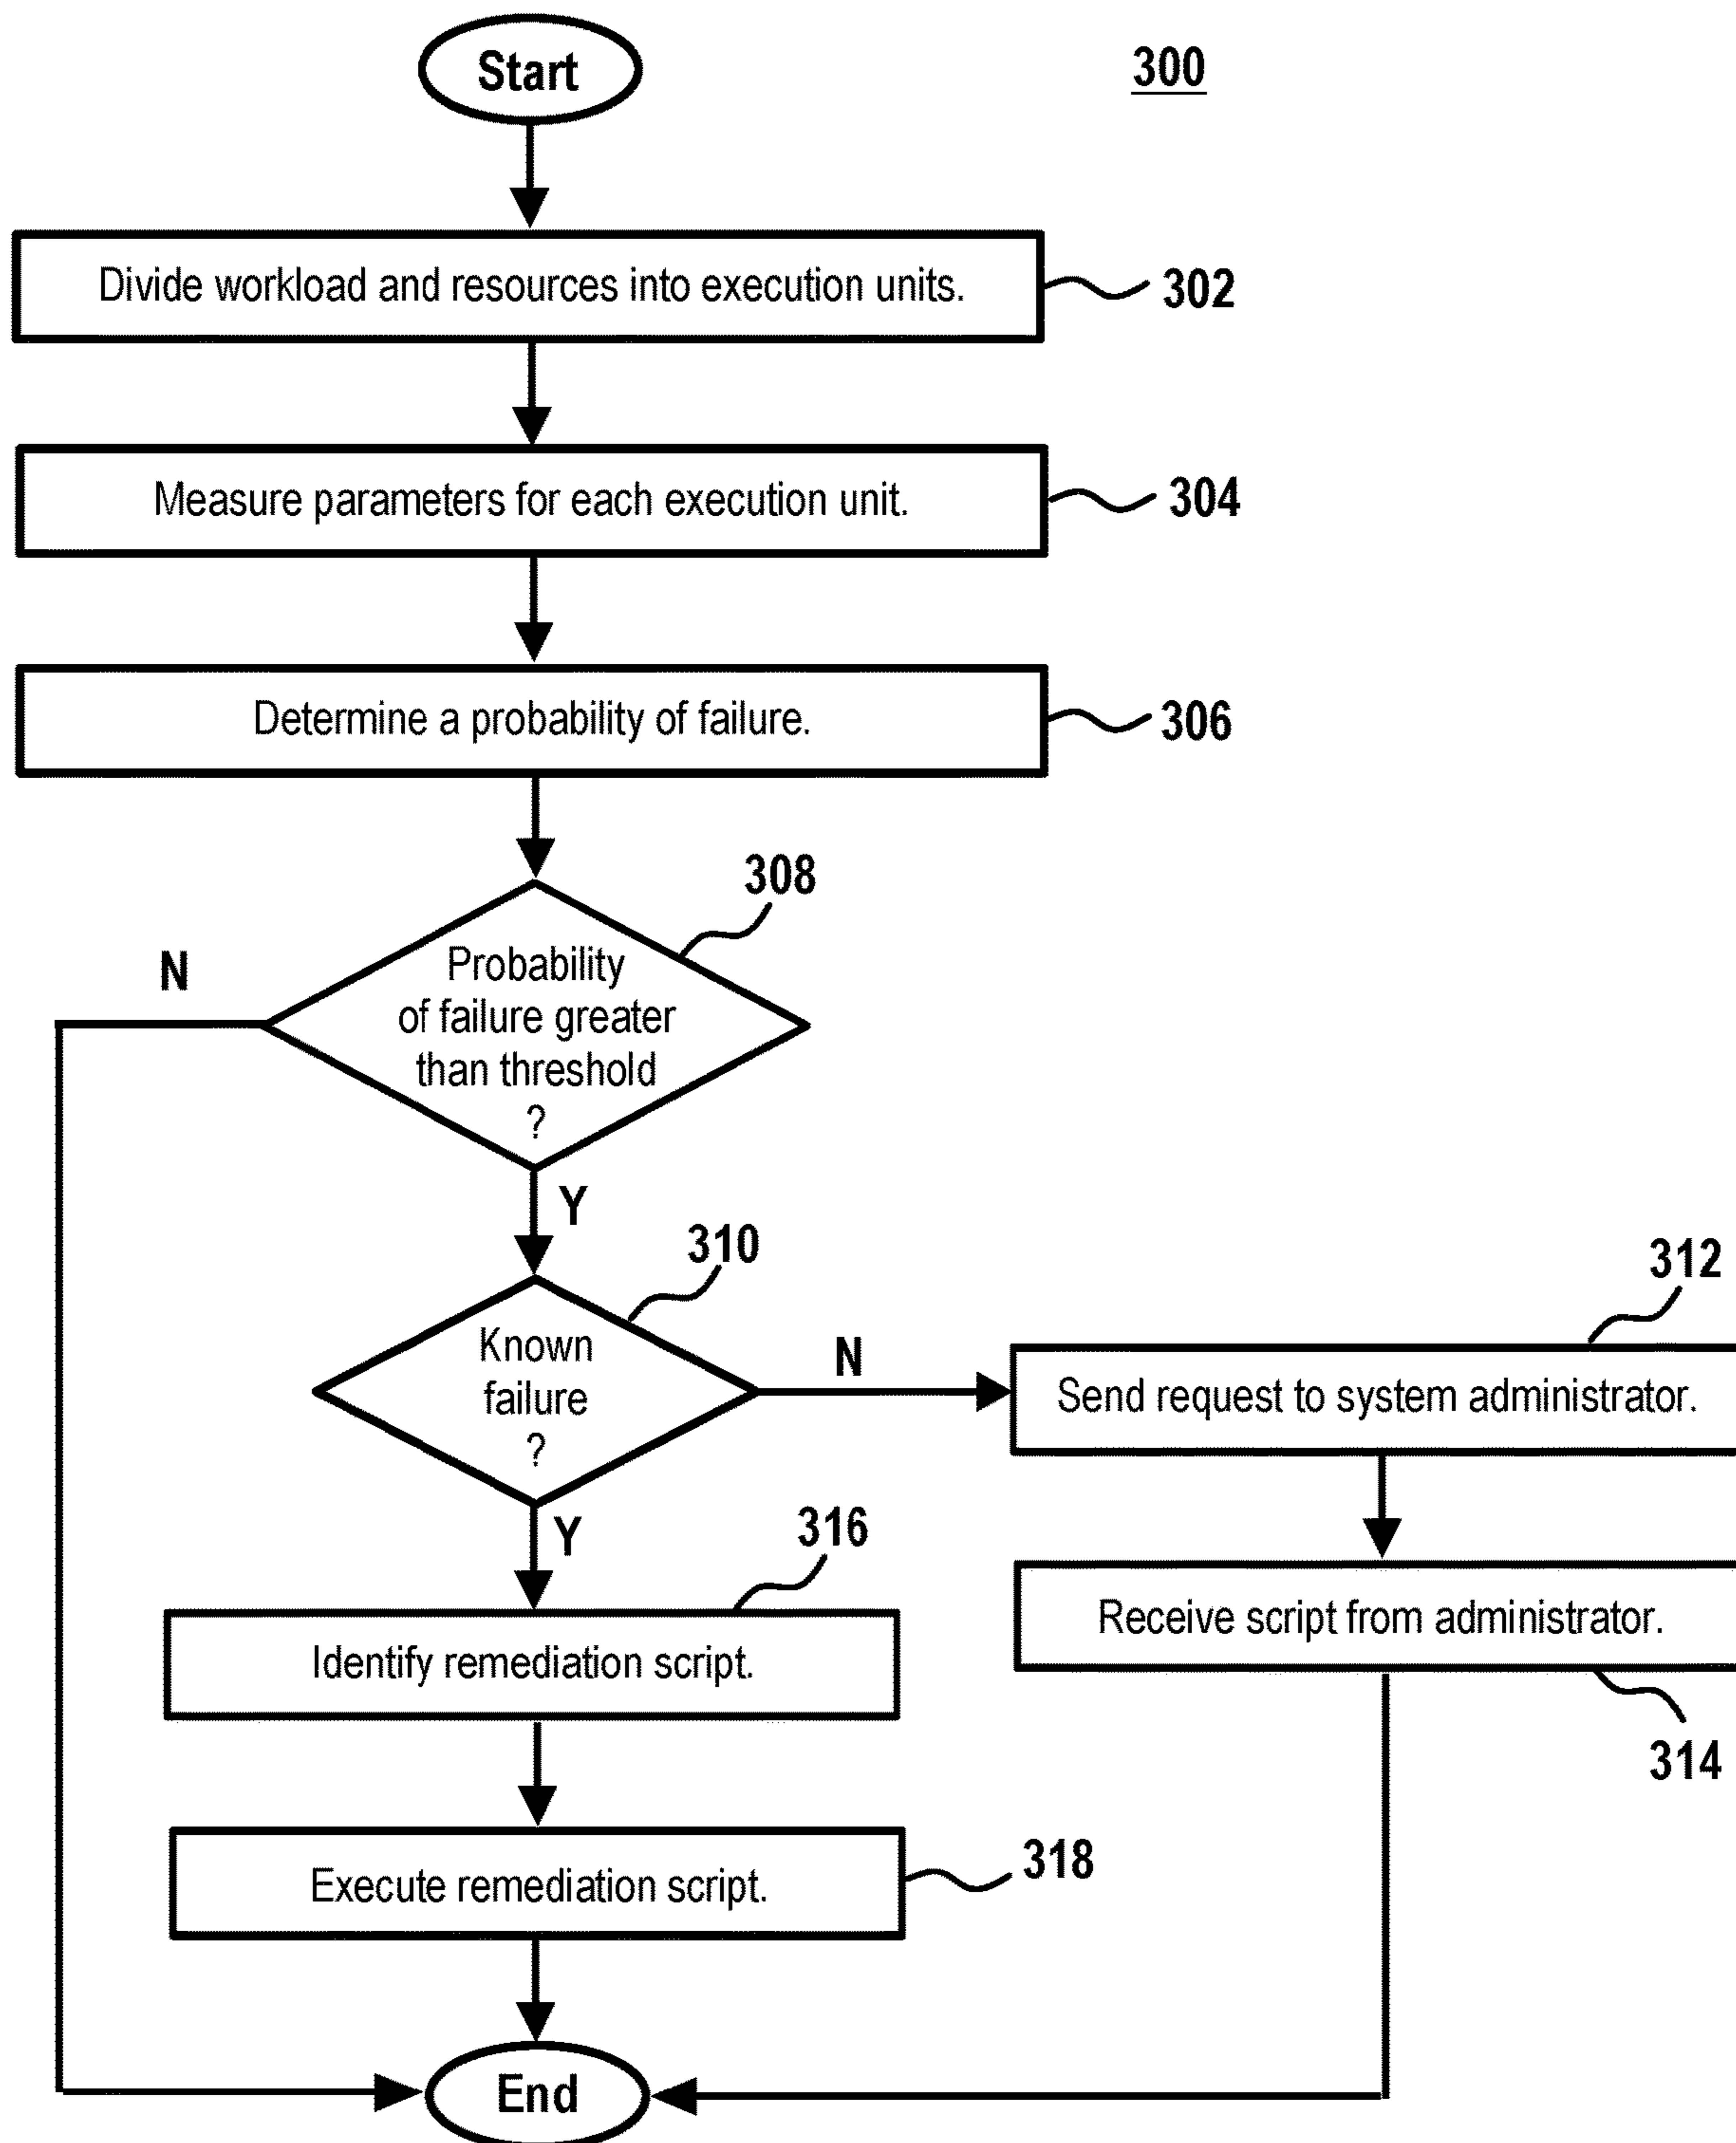 Start
300
Divide workload and resources into execution units.
302
Measure parameters for each execution unit.
304
Determine a probability of failure.
306
308
N
Probability
of failure greater
than threshold
?
Y
310
312
Known
failure
?
N
Send request to system administrator.
Y
316
Receive script from administrator.
314
Identify remediation script.
318
Execute remediation script.
End